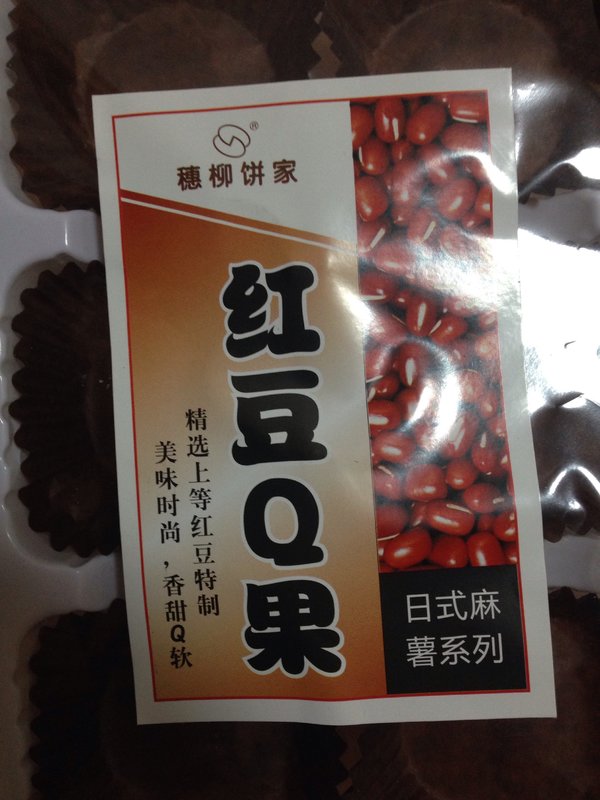 ®
穗柳饼家
红豆Q果
精选上等红豆特制
美味时尚，香甜Q软
日式麻
薯系列